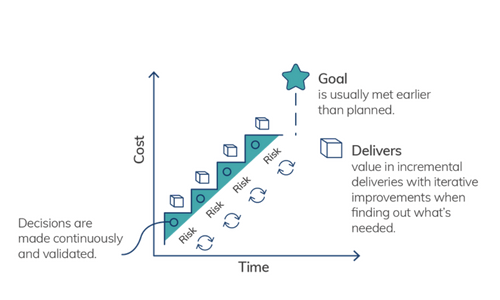 Goal
is usually met earlier
than planned.
Cost
Delivers
value in incremental
deliveries with iterative
improvements when
finding out what's
needed.
Risk
Risk
Risk
Risk
Decisions are
made continuously
and validated.
Time